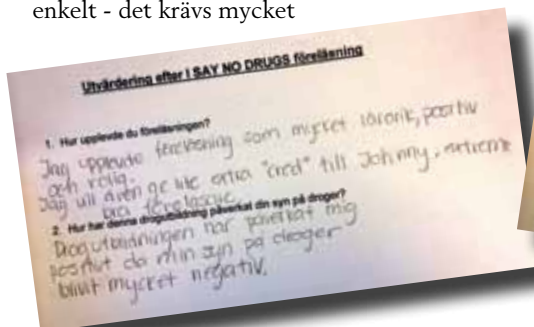 enkelt - det krävs mycket
Utvärdering efter I SAY NO DRUGS föreläsning
1. Hur upplevde du föreläsningen?
Jag upplevde föreläsning som mycket lärorik, positiv
och rolig.
Jag vill även ge lite extra "cred" till Johnny, extremt
bra föreläsare.
2. Hur har denna drogutbildning påverkat din syn på droger?
Drogutbildningen har påverkat mig
positivt då min syn på droger
blivit mycket negativ.